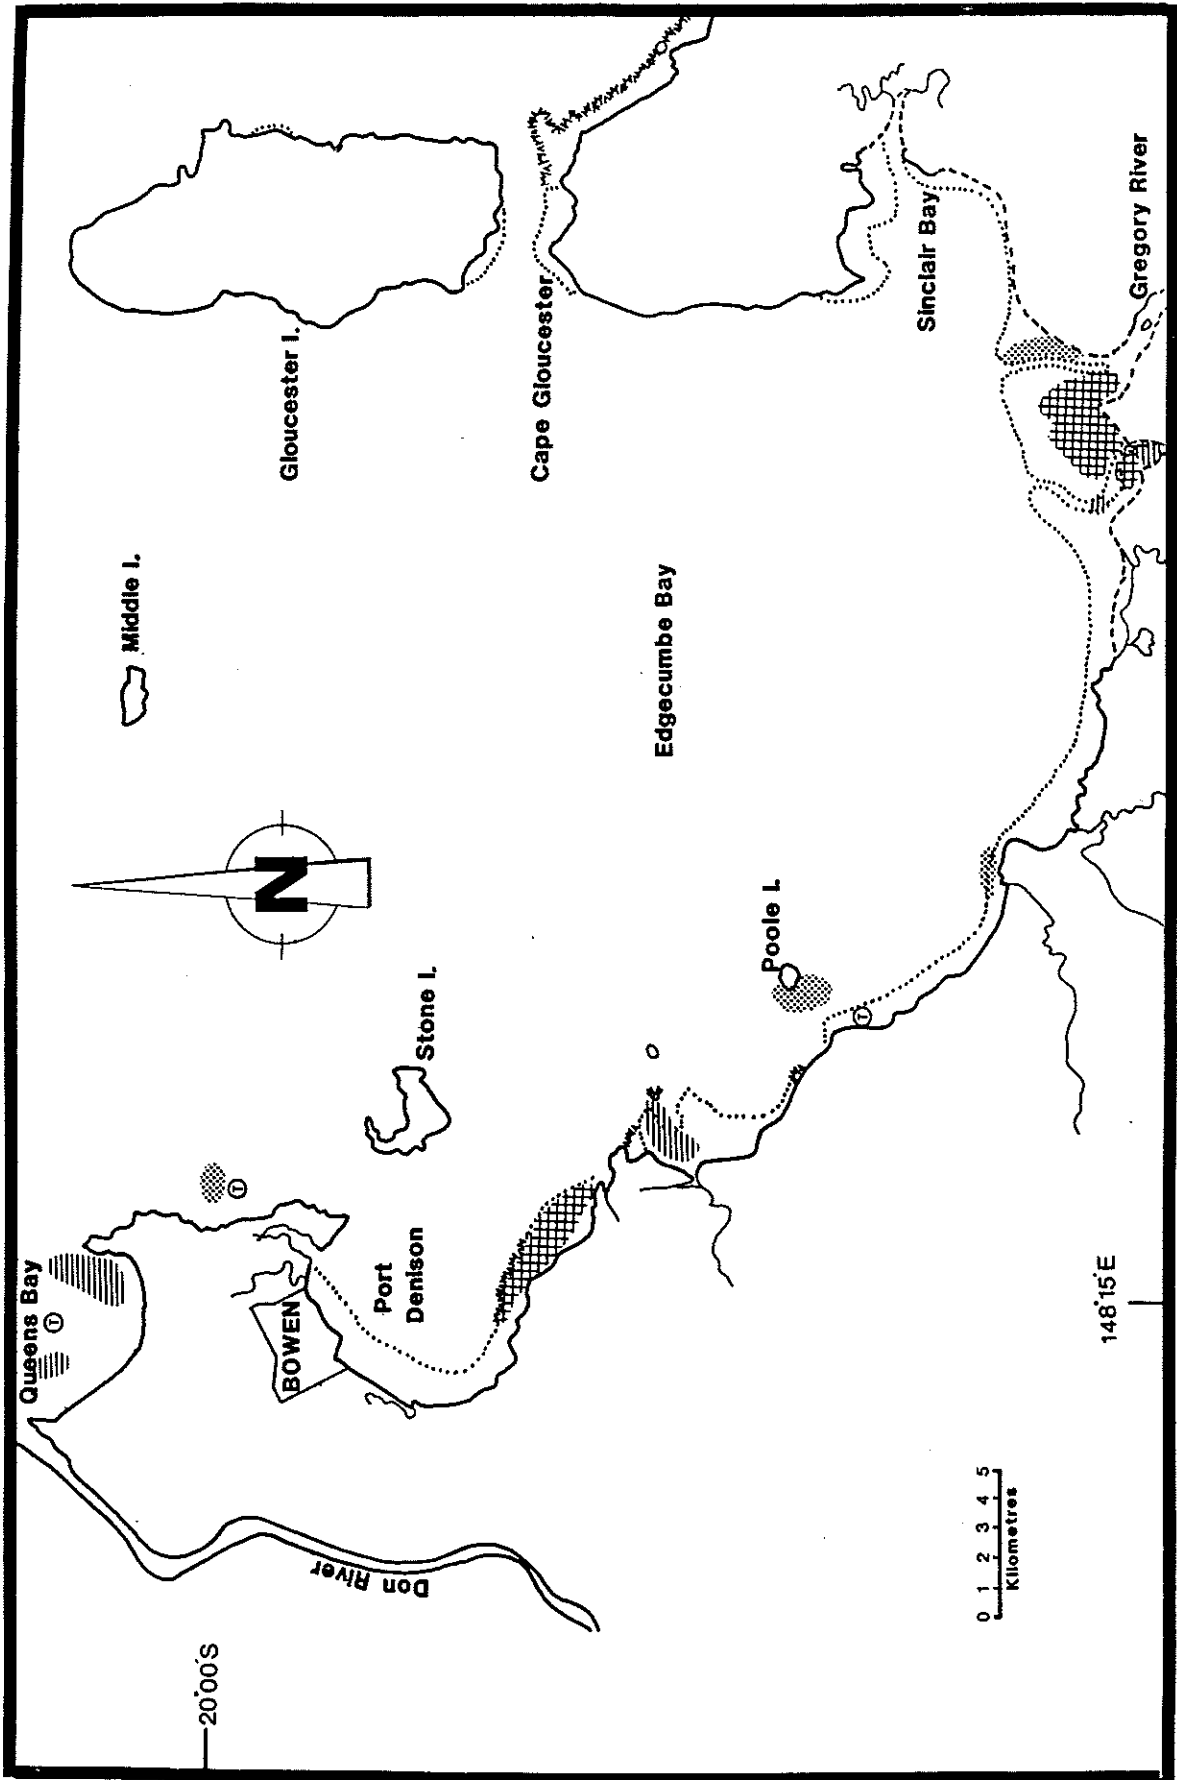 Queens Bay
T
T
BOWEN
Port
Denison
Don River
20°00'S
Stone I.
N
Middle I.
Gloucester I.
Cape Gloucester
Edgecumbe Bay
Poole I.
T
Sinclair Bay
Gregory River
148°15'E
0 1 2 3 4 5
Kilometres